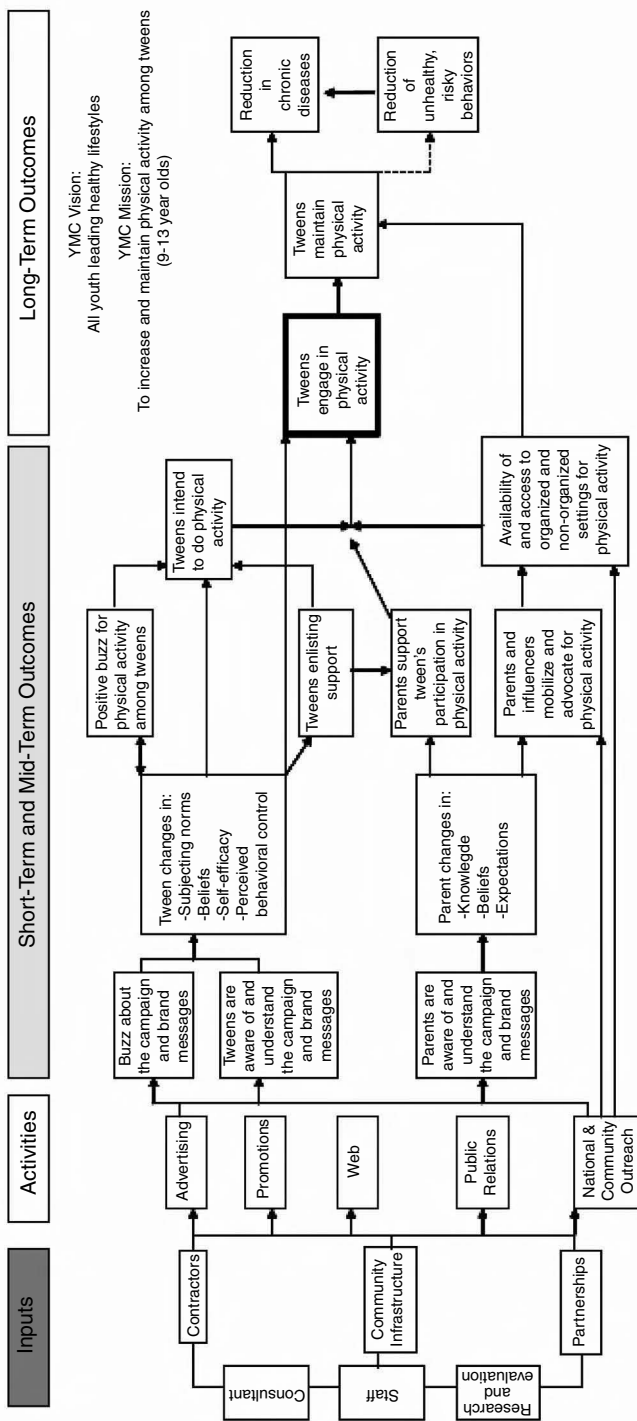 Inputs
Activities
Short-Term and Mid-Term Outcomes
Long-Term Outcomes
YMC Vision:
All youth leading healthy lifestyles
YMC Mission:
To increase and maintain physical activity among tweens
(9-13 year olds)
Consultant
Staff
Research
and
evaluation
Contractors
Community
Infrastructure
Partnerships
Advertising
Promotions
Web
Public
Relations
National &
Community
Outreach
Buzz about
the campaign
and brand
messages
Tweens are
aware of and
understand
the campaign
and brand
messages
Parents are
aware of and
understand
the campaign
and brand
messages
Tween changes in:
-Subjecting norms
-Beliefs
-Self-efficacy
-Perceived
behavioral control
Parent changes in:
-Knowlegde
-Beliefs
-Expectations
Positive buzz for
physical activity
among tweens
Tweens enlisting
support
Parents support
tween's
participation in
physical activity
Parents and
influencers
mobilize and
advocate for
physical activity
Tweens intend
to do physical
activity
Availability of
and access to
organized and
non-organized
settings for
physical activity
Tweens
engage in
physical
activity
Tweens
maintain
physical
activity
Reduction
in
chronic
diseases
Reduction
of
unhealthy,
risky
behaviors